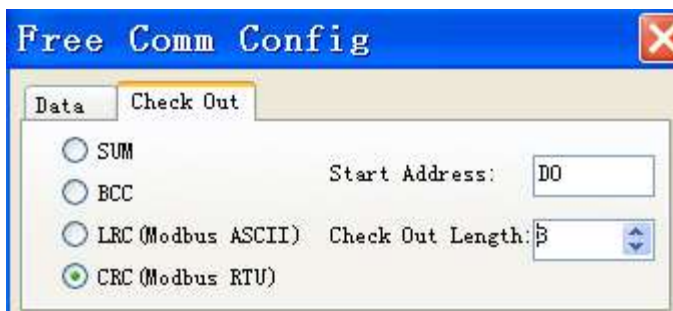 Free Comm Config
Data Check Out
SUM
Start Address: D0
BCC
LRC(Modbus ASCII) Check Out Length: 8
CRC(Modbus RTU)